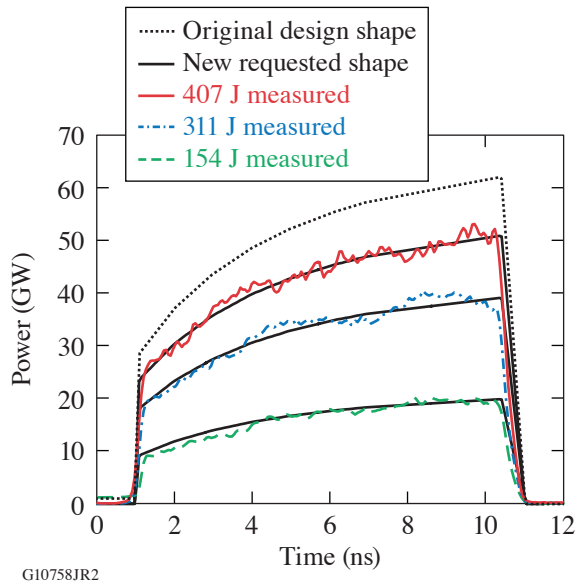 Original design shape
New requested shape
407 J measured
311 J measured
154 J measured
70
60
50
40
30
20
10
0
Power (GW)
0 2 4 6 8 10 12
Time (ns)
G10758JR2